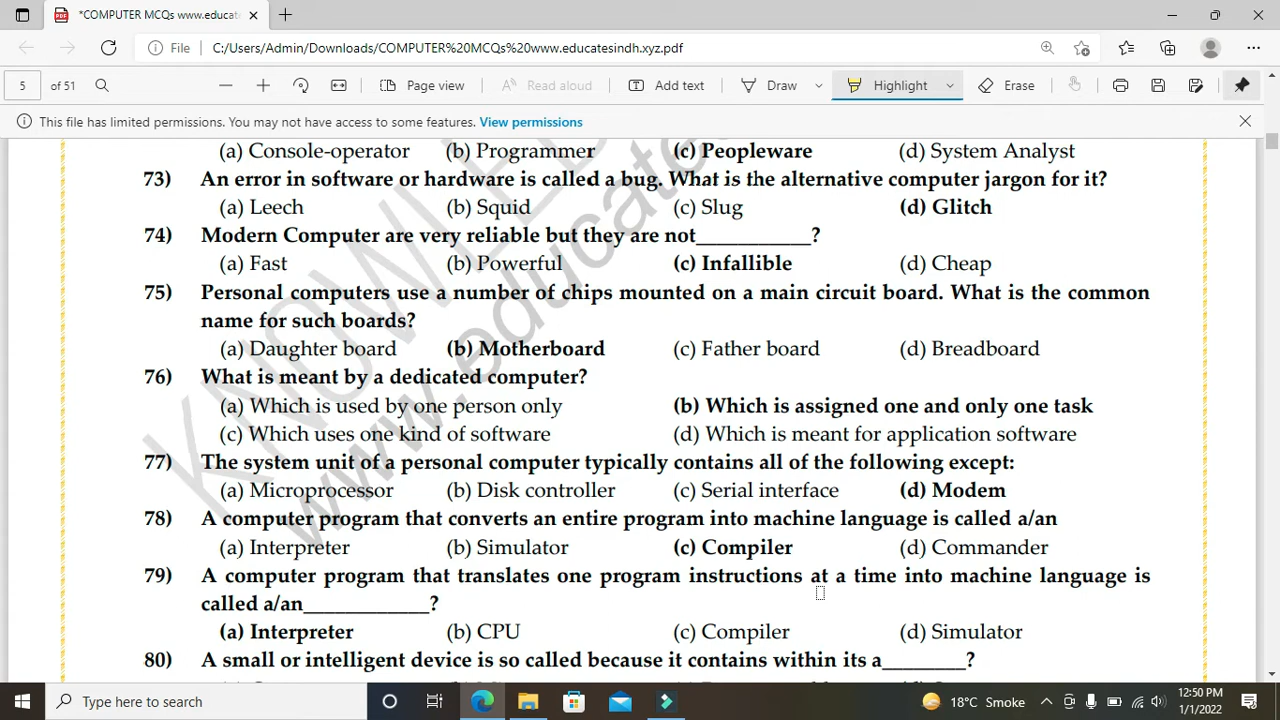 *COMPUTER MCQs www.educat
File C:/Users/Admin/Downloads/COMPUTER%20MCQs%20www.educatesindh.xyz.pdf
5 of 51 Page view Read aloud Add text Draw Highlight Erase
This file has limited permissions. You may not have access to some features. View permissions
(a) Console-operator (b) Programmer (c) Peopleware (d) System Analyst
73) An error in software or hardware is called a bug. What is the alternative computer jargon for it?
(a) Leech (b) Squid (c) Slug (d) Glitch
74) Modern Computer are very reliable but they are not___________?
(a) Fast (b) Powerful (c) Infallible (d) Cheap
75) Personal computers use a number of chips mounted on a main circuit board. What is the common
name for such boards?
(a) Daughter board (b) Motherboard (c) Father board (d) Breadboard
76) What is meant by a dedicated computer?
(a) Which is used by one person only (b) Which is assigned one and only one task
(c) Which uses one kind of software (d) Which is meant for application software
77) The system unit of a personal computer typically contains all of the following except:
(a) Microprocessor (b) Disk controller (c) Serial interface (d) Modem
78) A computer program that converts an entire program into machine language is called a/an
(a) Interpreter (b) Simulator (c) Compiler (d) Commander
79) A computer program that translates one program instructions at a time into machine language is
called a/an____________?
(a) Interpreter (b) CPU (c) Compiler (d) Simulator
80) A small or intelligent device is so called because it contains within its a________?
Type here to search 18°C Smoke 12:50 PM
1/1/2022